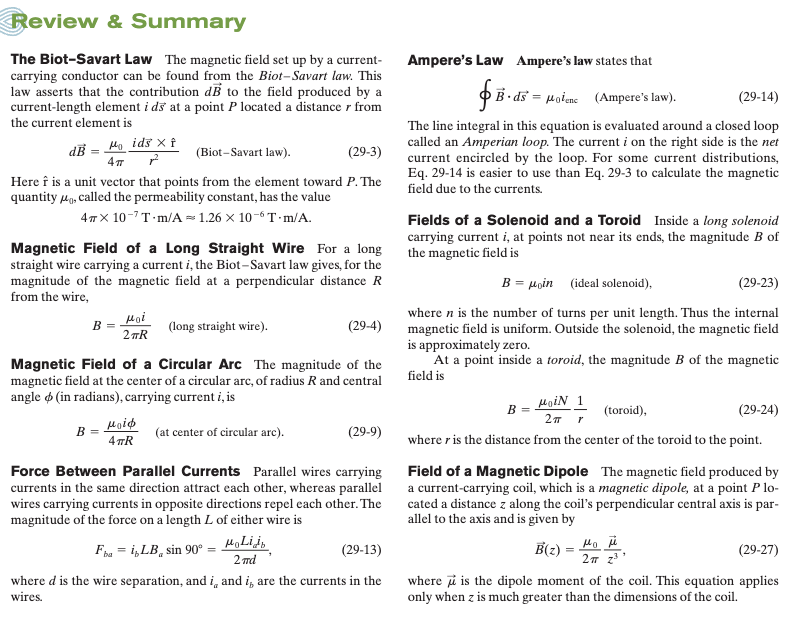 Review & Summary
The Biot–Savart Law The magnetic field set up by a current-
carrying conductor can be found from the Biot–Savart law. This
law asserts that the contribution dB⃗ to the field produced by a
current-length element i ds⃗ at a point P located a distance r from
the current element is
dB⃗ = μ₀/4π i ds⃗ × r̂/r² (Biot–Savart law). (29-3)
Here r̂ is a unit vector that points from the element toward P. The
quantity μ₀, called the permeability constant, has the value
4π × 10⁻⁷ T·m/A ≈ 1.26 × 10⁻⁶ T·m/A.
Magnetic Field of a Long Straight Wire For a long
straight wire carrying a current i, the Biot–Savart law gives, for the
magnitude of the magnetic field at a perpendicular distance R
from the wire,
B = μ₀i/2πR (long straight wire). (29-4)
Magnetic Field of a Circular Arc The magnitude of the
magnetic field at the center of a circular arc, of radius R and central
angle ϕ (in radians), carrying current i, is
B = μ₀iϕ/4πR (at center of circular arc). (29-9)
Force Between Parallel Currents Parallel wires carrying
currents in the same direction attract each other, whereas parallel
wires carrying currents in opposite directions repel each other. The
magnitude of the force on a length L of either wire is
F_ba = i_b L B_a sin 90° = μ₀L i_a i_b/2πd, (29-13)
where d is the wire separation, and i_a and i_b are the currents in the
wires.
Ampere's Law Ampere's law states that
∮ B⃗ · ds⃗ = μ₀i_enc (Ampere's law). (29-14)
The line integral in this equation is evaluated around a closed loop
called an Amperian loop. The current i on the right side is the net
current encircled by the loop. For some current distributions,
Eq. 29-14 is easier to use than Eq. 29-3 to calculate the magnetic
field due to the currents.
Fields of a Solenoid and a Toroid Inside a long solenoid
carrying current i, at points not near its ends, the magnitude B of
the magnetic field is
B = μ₀in (ideal solenoid), (29-23)
where n is the number of turns per unit length. Thus the internal
magnetic field is uniform. Outside the solenoid, the magnetic field
is approximately zero.
At a point inside a toroid, the magnitude B of the magnetic
field is
B = μ₀iN/2π 1/r (toroid), (29-24)
where r is the distance from the center of the toroid to the point.
Field of a Magnetic Dipole The magnetic field produced by
a current-carrying coil, which is a magnetic dipole, at a point P lo-
cated a distance z along the coil's perpendicular central axis is par-
allel to the axis and is given by
B⃗(z) = μ₀/2π μ⃗/z³, (29-27)
where μ⃗ is the dipole moment of the coil. This equation applies
only when z is much greater than the dimensions of the coil.